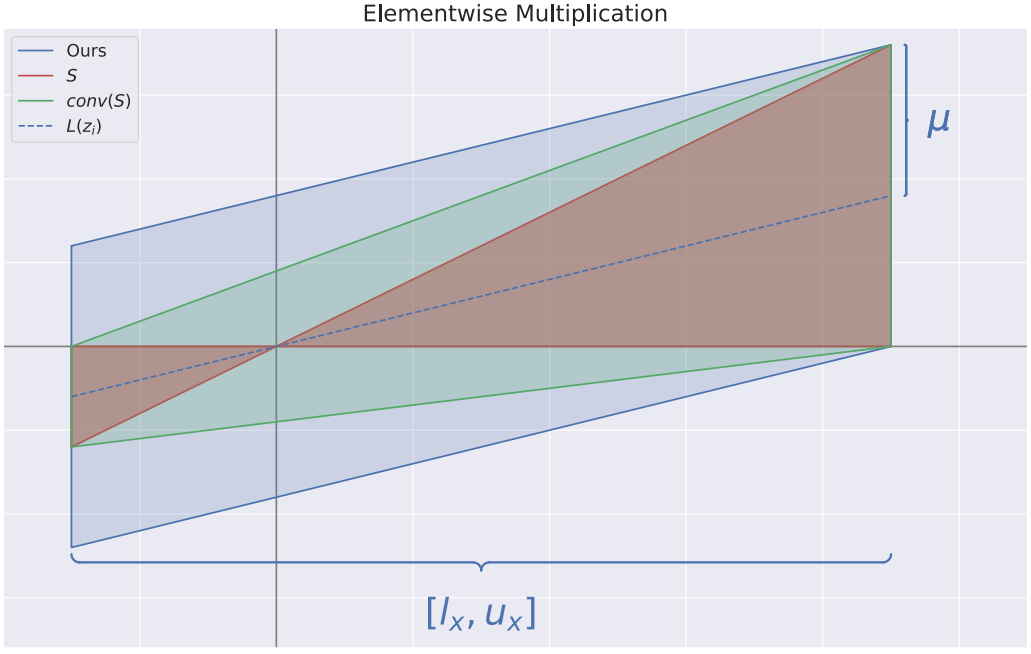 Elementwise Multiplication
Ours
S
conv(S)
L(z_i)
μ
[l_x, u_x]